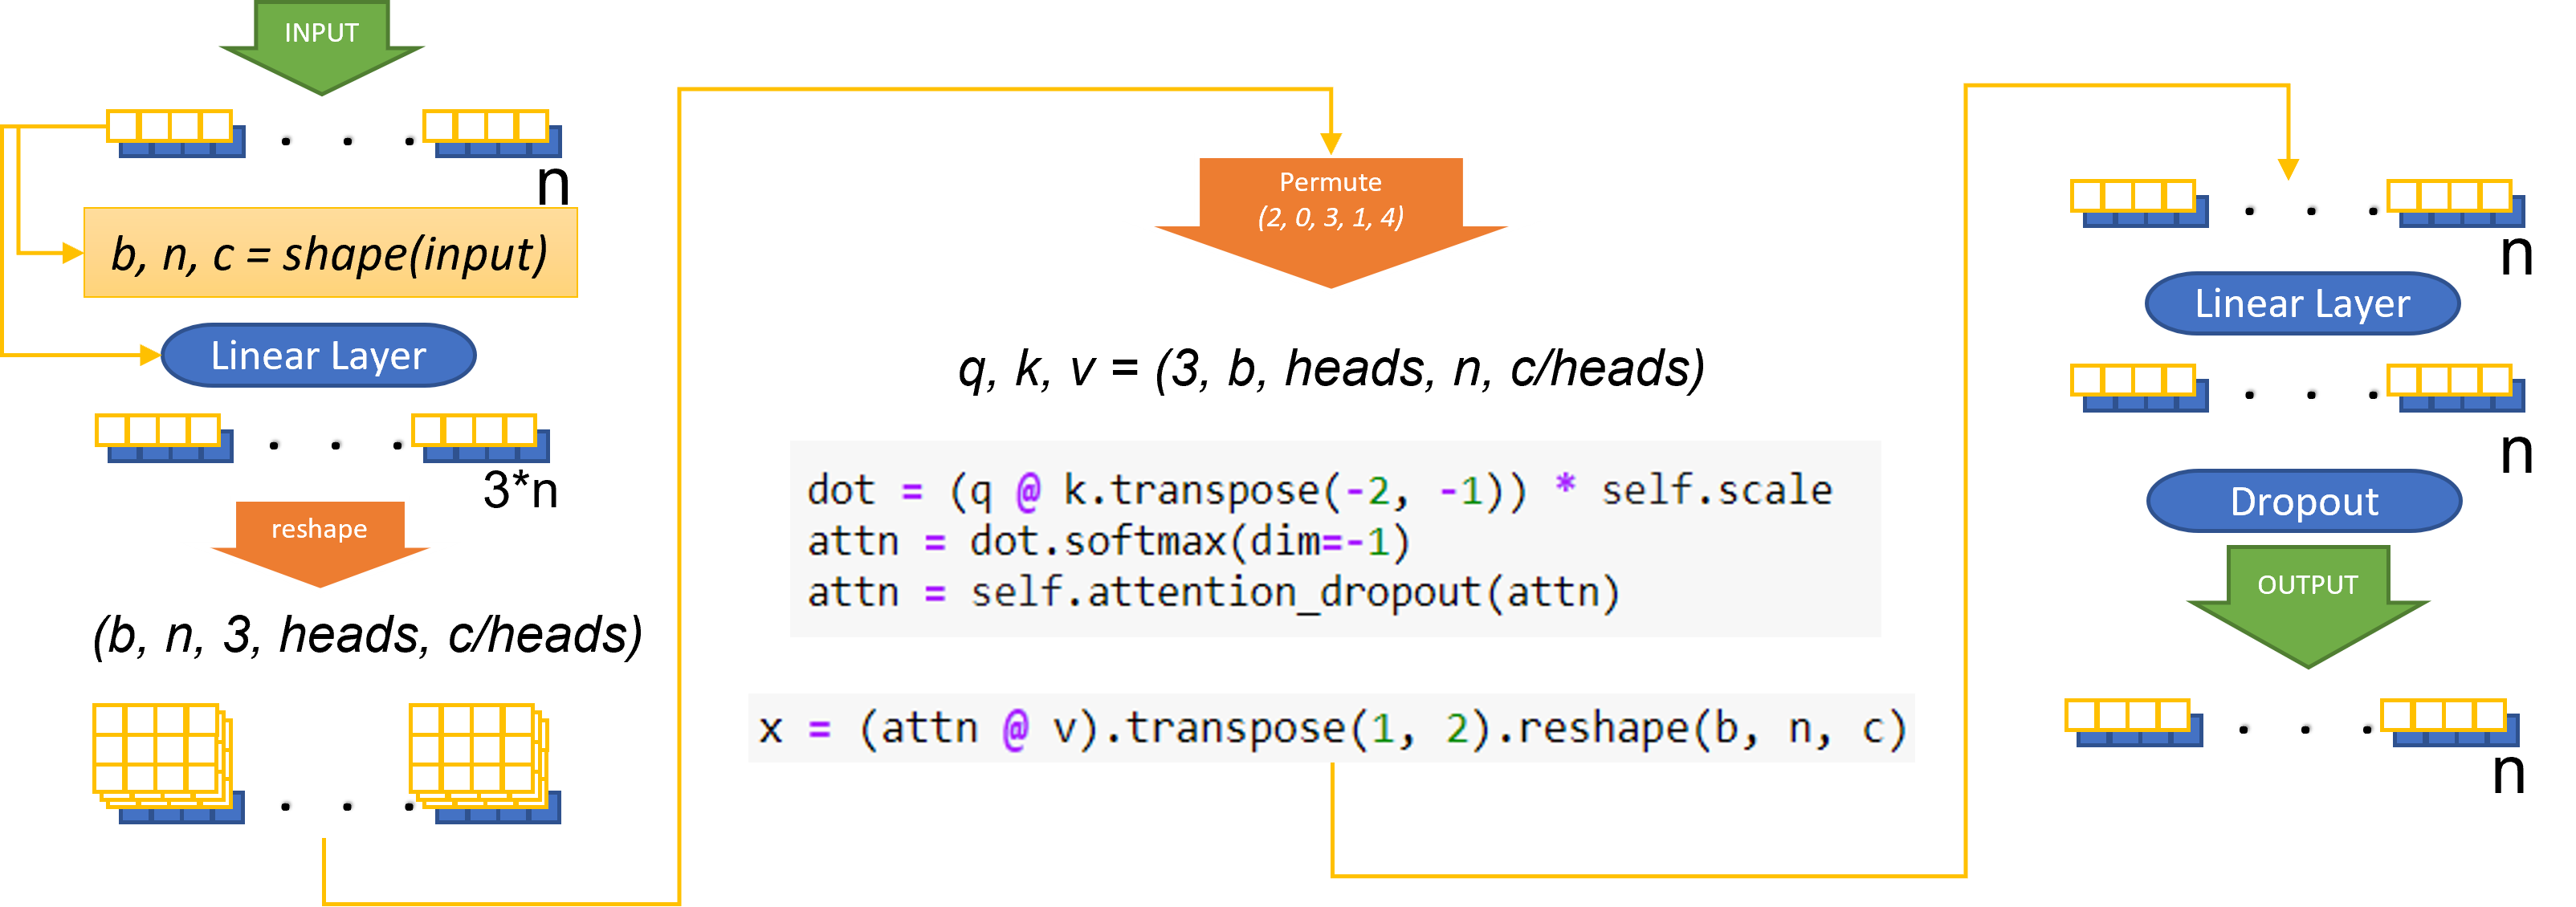 INPUT
n
b, n, c = shape(input)
Linear Layer
3*n
reshape
(b, n, 3, heads, c/heads)
Permute
(2, 0, 3, 1, 4)
q, k, v = (3, b, heads, n, c/heads)
dot = (q @ k.transpose(-2, -1)) * self.scale
attn = dot.softmax(dim=-1)
attn = self.attention_dropout(attn)
x = (attn @ v).transpose(1, 2).reshape(b, n, c)
n
Linear Layer
n
Dropout
OUTPUT
n